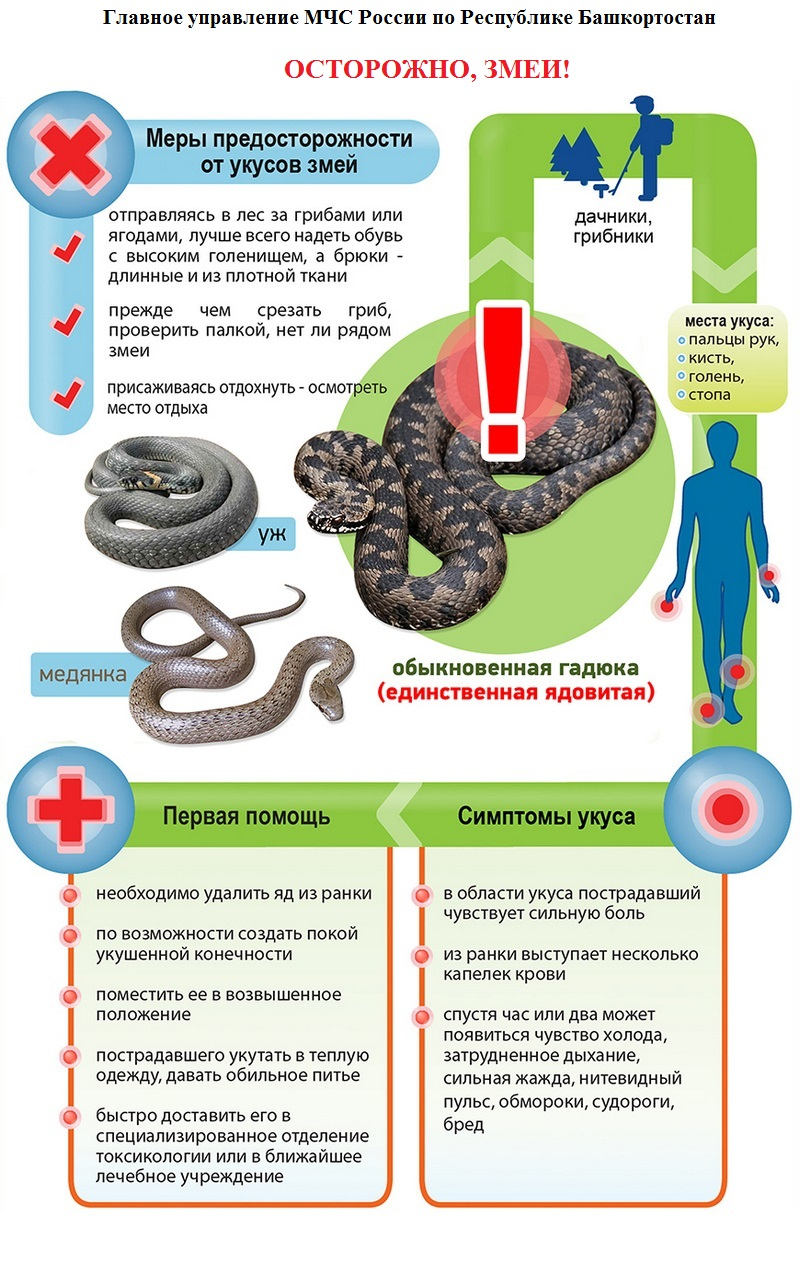 Главное управление МЧС России по Республике Башкортостан
ОСТОРОЖНО, ЗМЕИ!
Меры предосторожности
от укусов змей
отправляясь в лес за грибами или
ягодами, лучше всего надеть обувь
с высоким голенищем, а брюки -
длинные и из плотной ткани
прежде чем срезать гриб,
проверить палкой, нет ли рядом
змеи
присаживаясь отдохнуть - осмотреть
место отдыха
дачники,
грибники
места укуса:
пальцы рук,
кисть,
голень,
стопа
уж
медянка
обыкновенная гадюка
(единственная ядовитая)
Первая помощь
необходимо удалить яд из ранки
по возможности создать покой
укушенной конечности
поместить ее в возвышенное
положение
пострадавшего укутать в теплую
одежду, давать обильное питье
быстро доставить его в
специализированное отделение
токсикологии или в ближайшее
лечебное учреждение
Симптомы укуса
в области укуса пострадавший
чувствует сильную боль
из ранки выступает несколько
капелек крови
спустя час или два может
появиться чувство холода,
затрудненное дыхание,
сильная жажда, нитевидный
пульс, обмороки, судороги,
бред